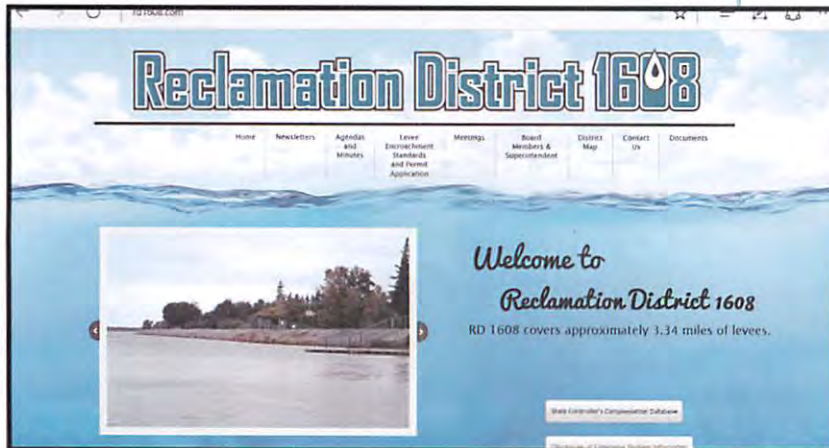 rd1608.com
Reclamation District 1608
Home
Newsletters
Agendas
and
Minutes
Levee
Encroachment
Standards
and Permit
Application
Meetings
Board
Members &
Superintendent
District
Map
Contact
Us
Documents
Welcome to
Reclamation District 1608
RD 1608 covers approximately 3.34 miles of levees.
State Controller's Compensation Database